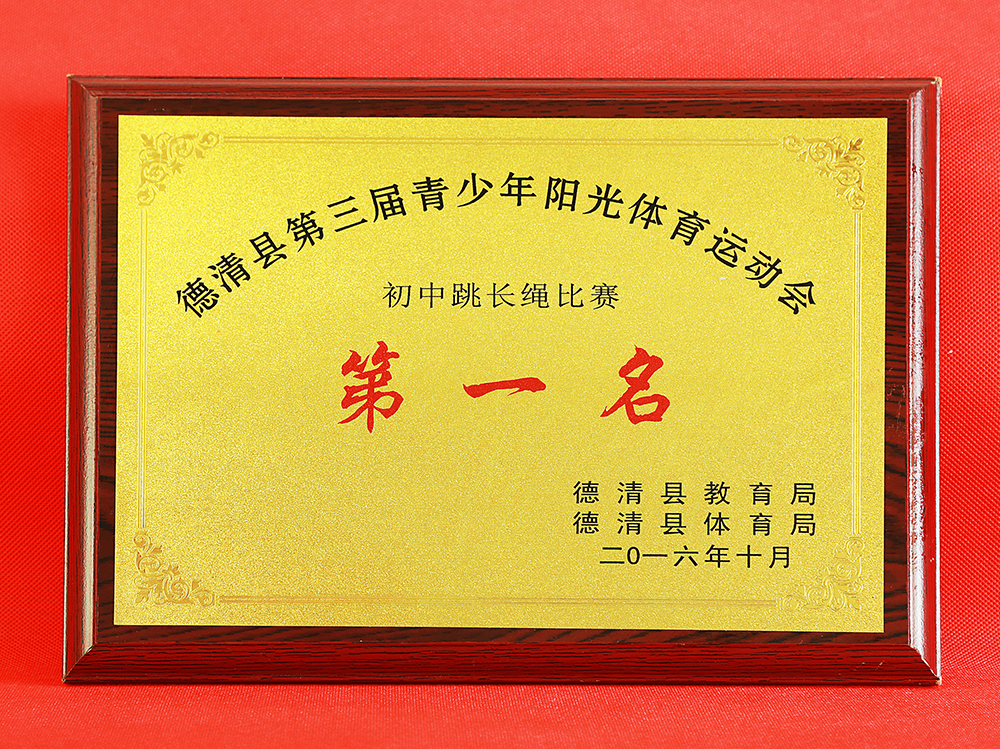 德清县第三届青少年阳光体育运动会
初中跳长绳比赛
第一名
德清县教育局
德清县体育局
二0一六年十月